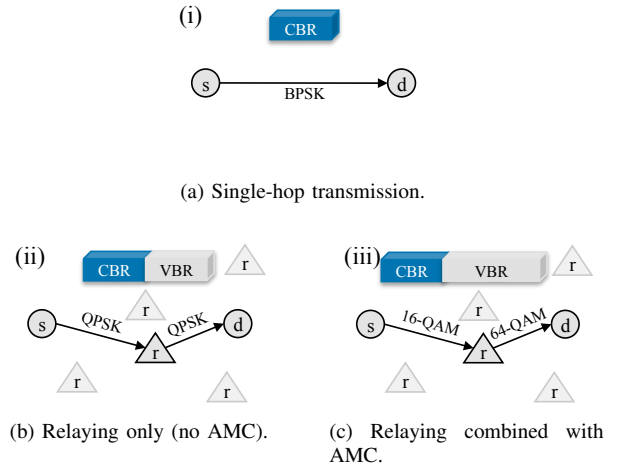 (i)
CBR
s
d
BPSK
(a) Single-hop transmission.
(ii)
CBR VBR
r
r
s
QPSK
QPSK
d
r
r
r
(b) Relaying only (no AMC).
(iii)
CBR VBR
r
r
s
16-QAM
64-QAM
d
r
r
r
(c) Relaying combined with
AMC.